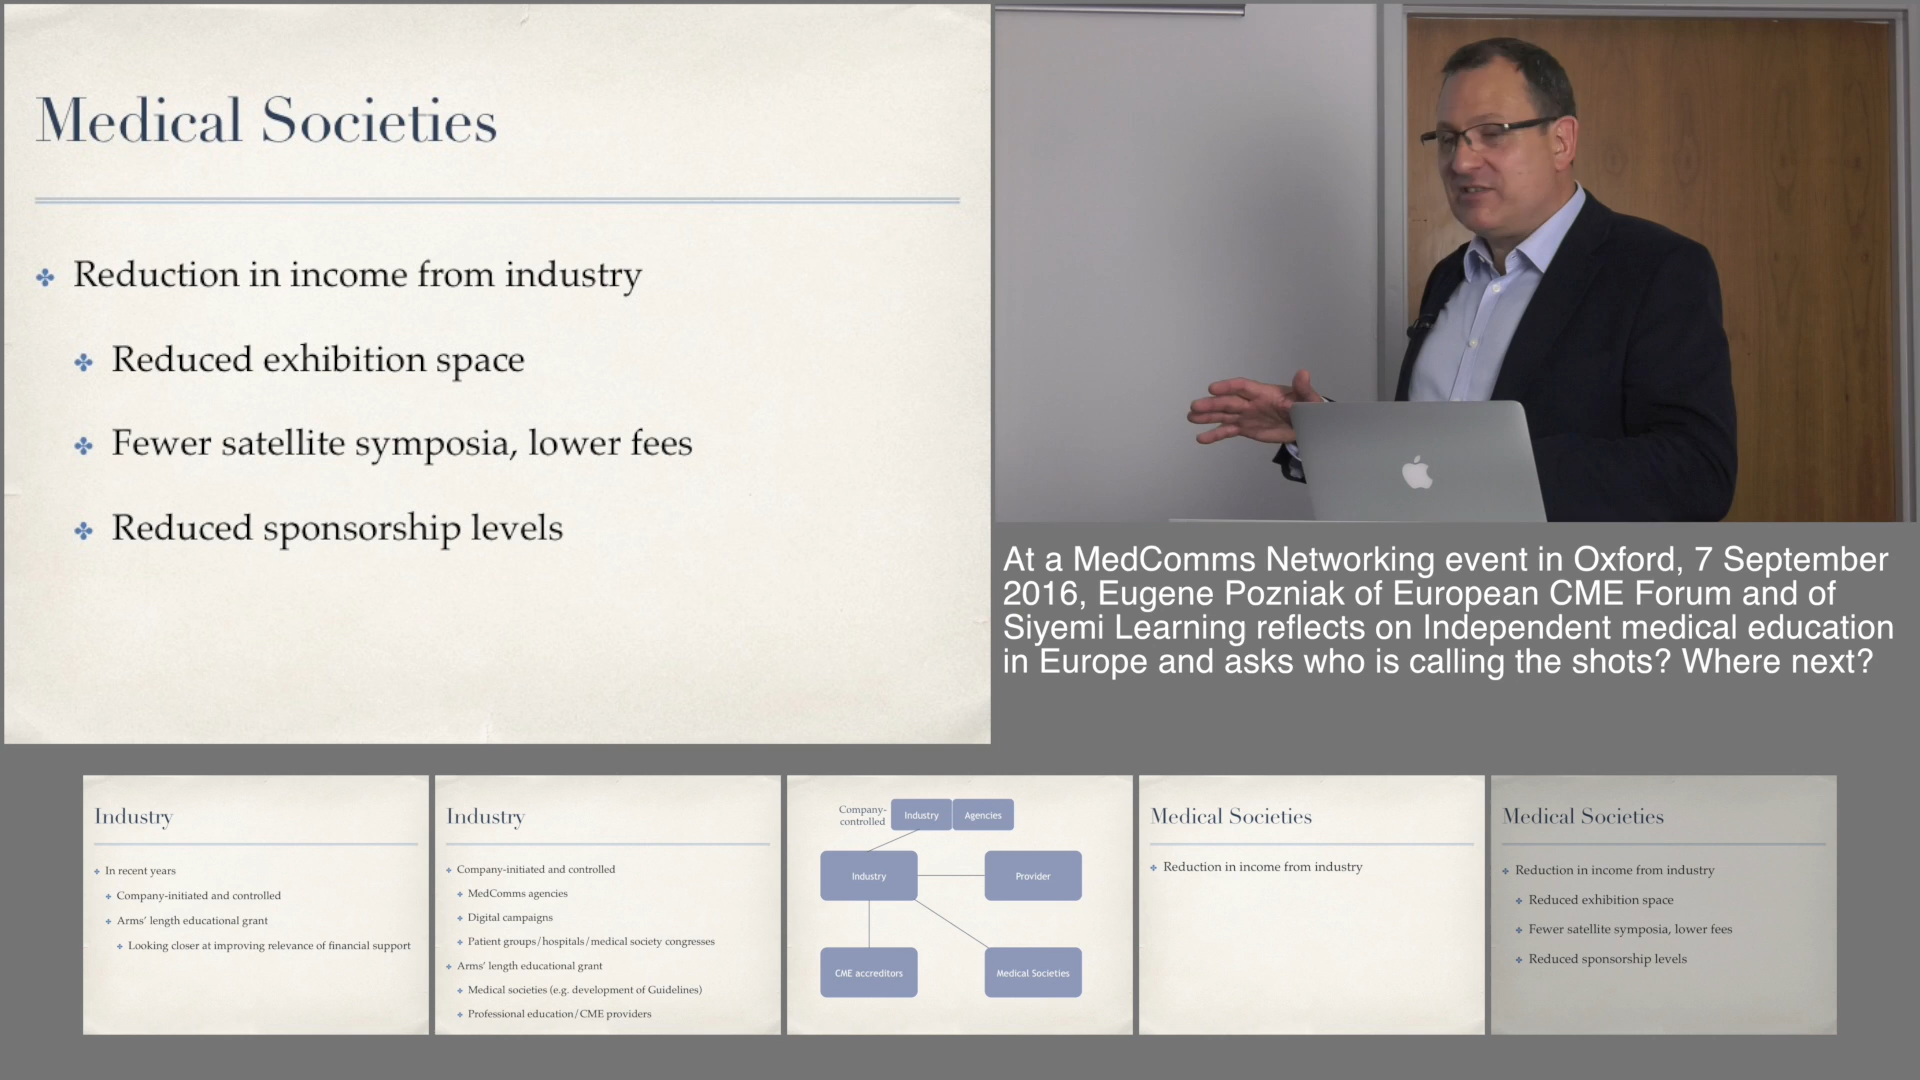 Medical Societies
Reduction in income from industry
Reduced exhibition space
Fewer satellite symposia, lower fees
Reduced sponsorship levels
At a MedComms Networking event in Oxford, 7 September
2016, Eugene Pozniak of European CME Forum and of
Siyemi Learning reflects on Independent medical education
in Europe and asks who is calling the shots? Where next?
Industry
In recent years
Company-initiated and controlled
Arms’ length educational grant
Looking closer at improving relevance of financial support
Industry
Company-initiated and controlled
MedComms agencies
Digital campaigns
Patient groups/hospitals/medical society congresses
Arms’ length educational grant
Medical societies (e.g. development of Guidelines)
Professional education/CME providers
Company-
controlled
Industry
Agencies
Industry
Provider
CME accreditors
Medical Societies
Medical Societies
Reduction in income from industry
Medical Societies
Reduction in income from industry
Reduced exhibition space
Fewer satellite symposia, lower fees
Reduced sponsorship levels